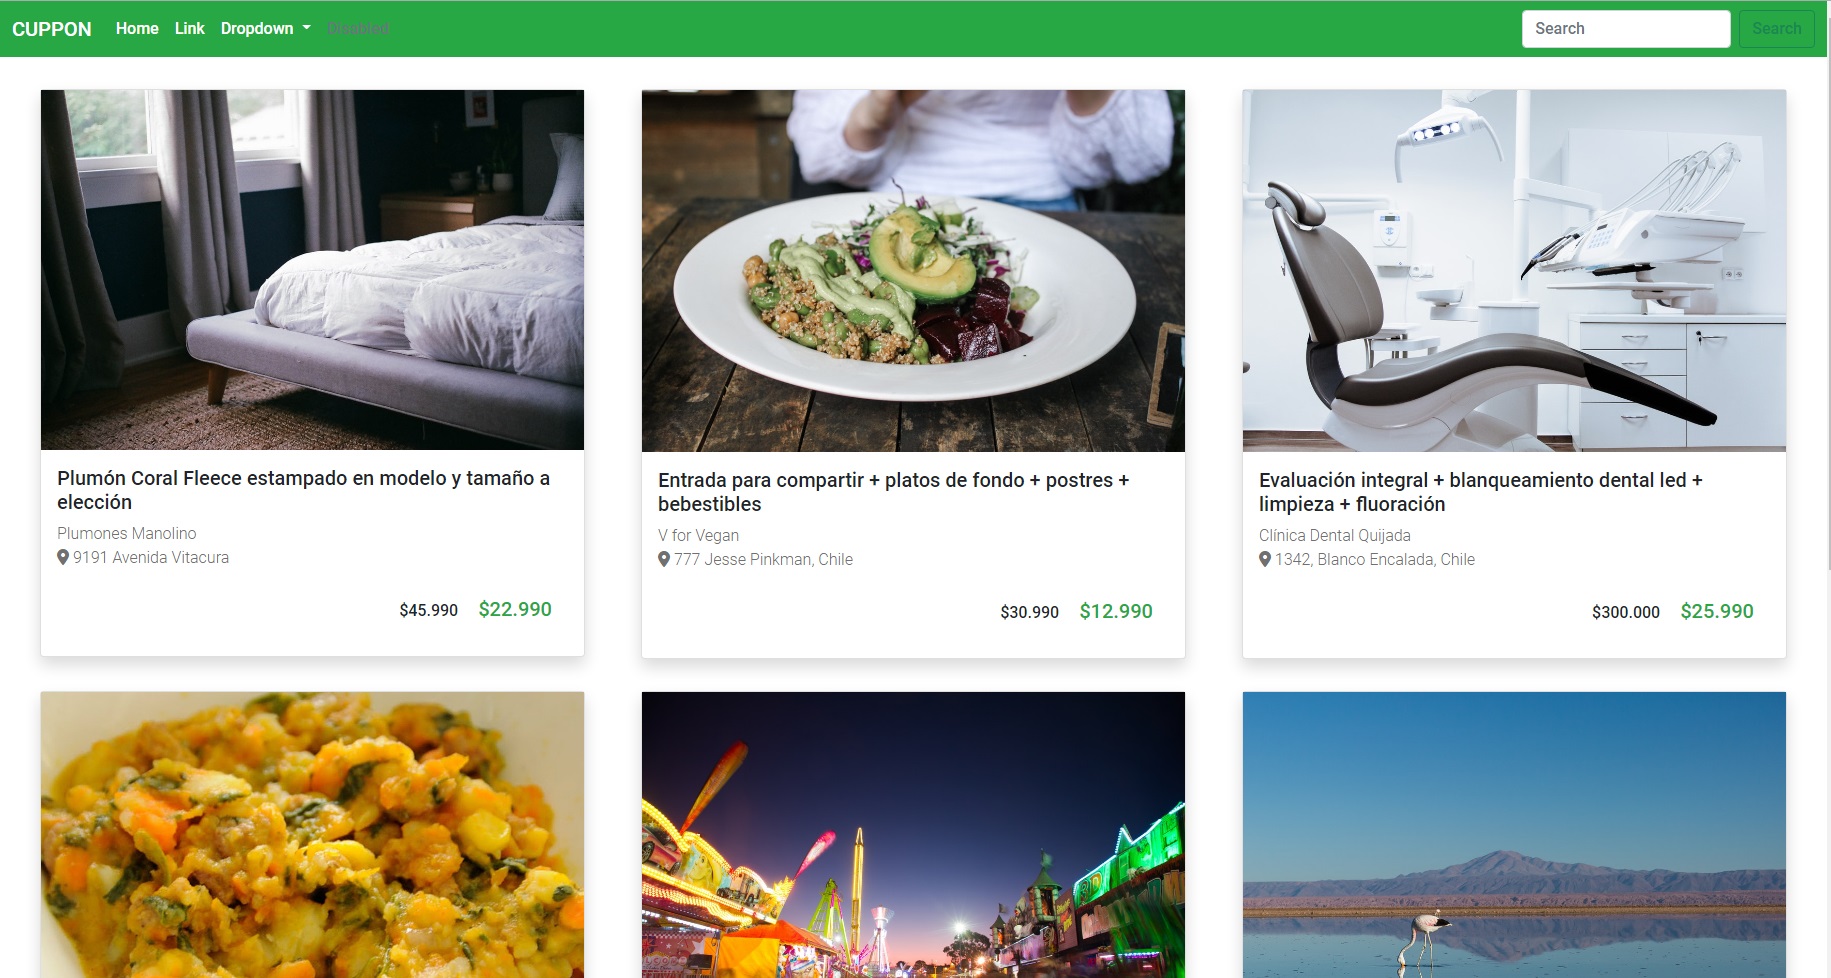 CUPPON Home Link Dropdown Disabled Search Search
Plumón Coral Fleece estampado en modelo y tamaño a
elección
Plumones Manolino
9191 Avenida Vitacura
$45.990 $22.990
Entrada para compartir + platos de fondo + postres +
bebestibles
V for Vegan
777 Jesse Pinkman, Chile
$30.990 $12.990
Evaluación integral + blanqueamiento dental led +
limpieza + fluoración
Clínica Dental Quijada
1342, Blanco Encalada, Chile
$300.000 $25.990